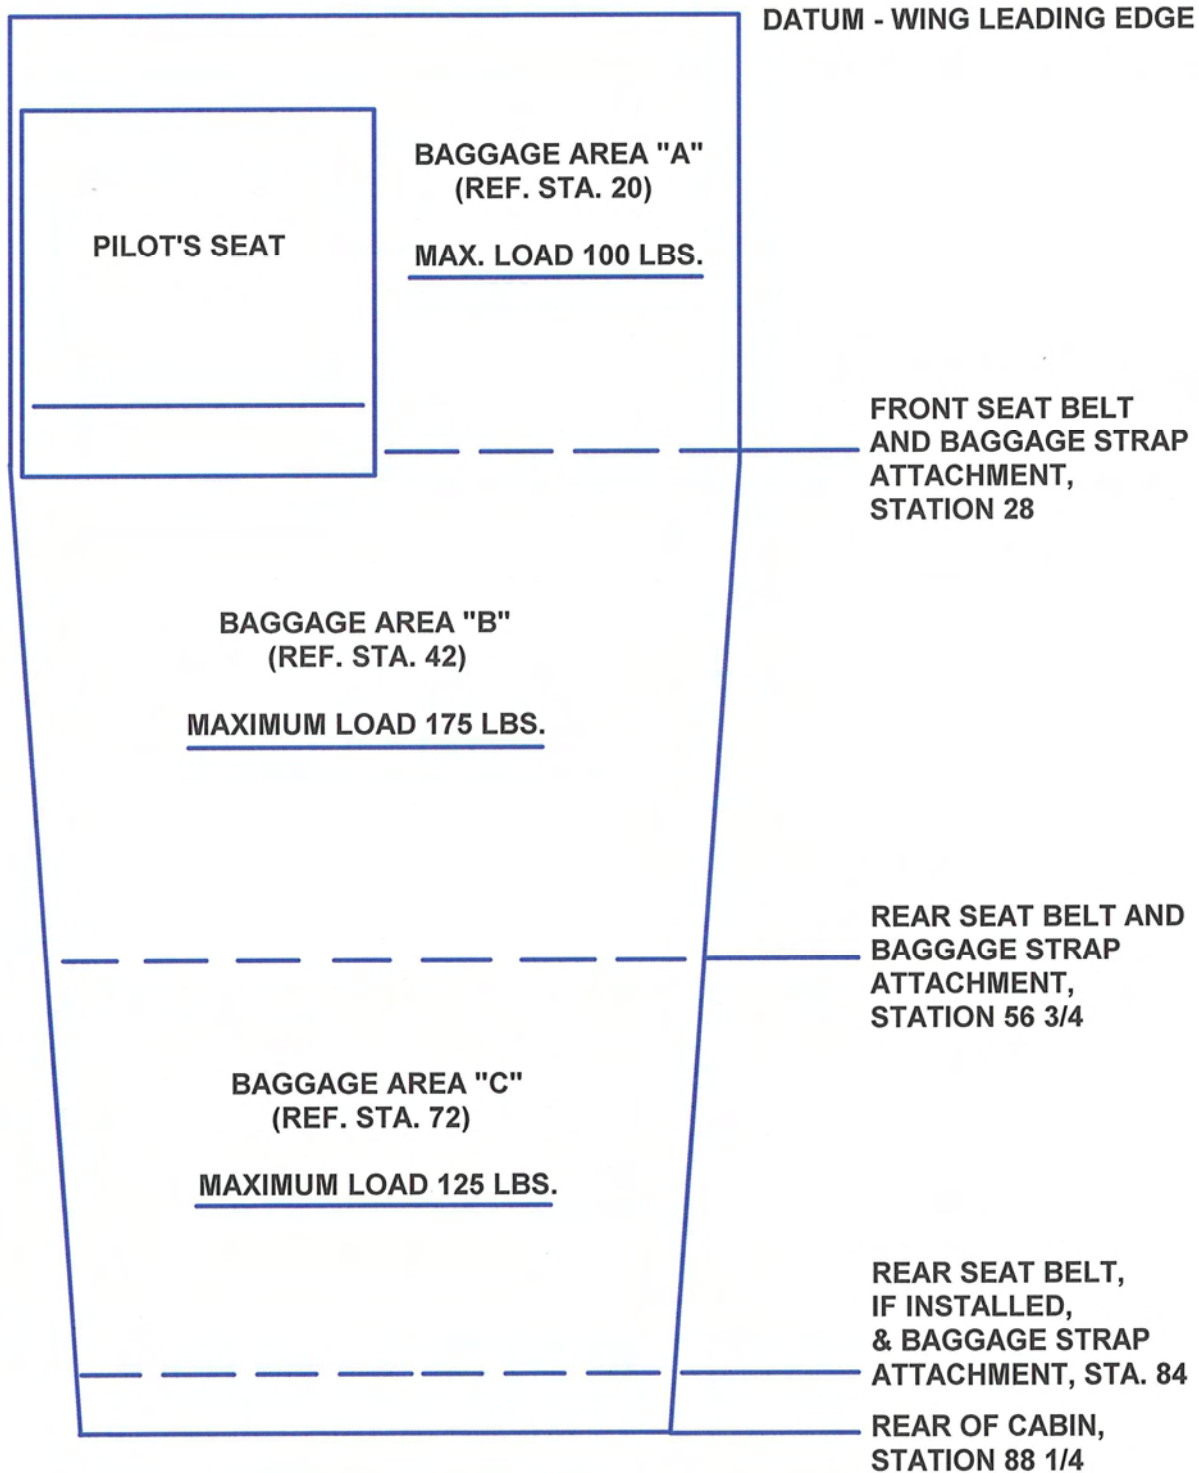 DATUM - WING LEADING EDGE
BAGGAGE AREA "A"
(REF. STA. 20)
PILOT'S SEAT
MAX. LOAD 100 LBS.
FRONT SEAT BELT
AND BAGGAGE STRAP
ATTACHMENT,
STATION 28
BAGGAGE AREA "B"
(REF. STA. 42)
MAXIMUM LOAD 175 LBS.
REAR SEAT BELT AND
BAGGAGE STRAP
ATTACHMENT,
STATION 56 3/4
BAGGAGE AREA "C"
(REF. STA. 72)
MAXIMUM LOAD 125 LBS.
REAR SEAT BELT,
IF INSTALLED,
& BAGGAGE STRAP
ATTACHMENT, STA. 84
REAR OF CABIN,
STATION 88 1/4